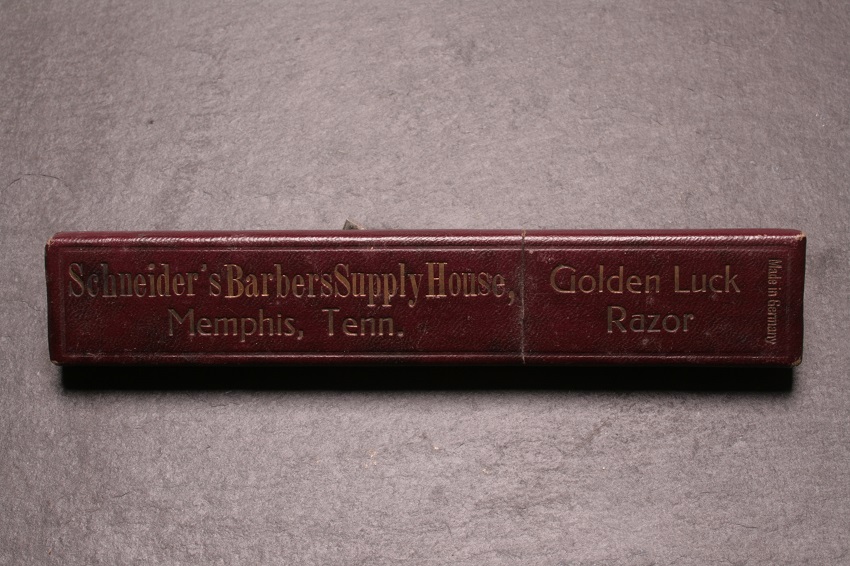 Schneider's Barbers Supply House,
Memphis, Tenn.
Golden Luck
Razor
Made in Germany